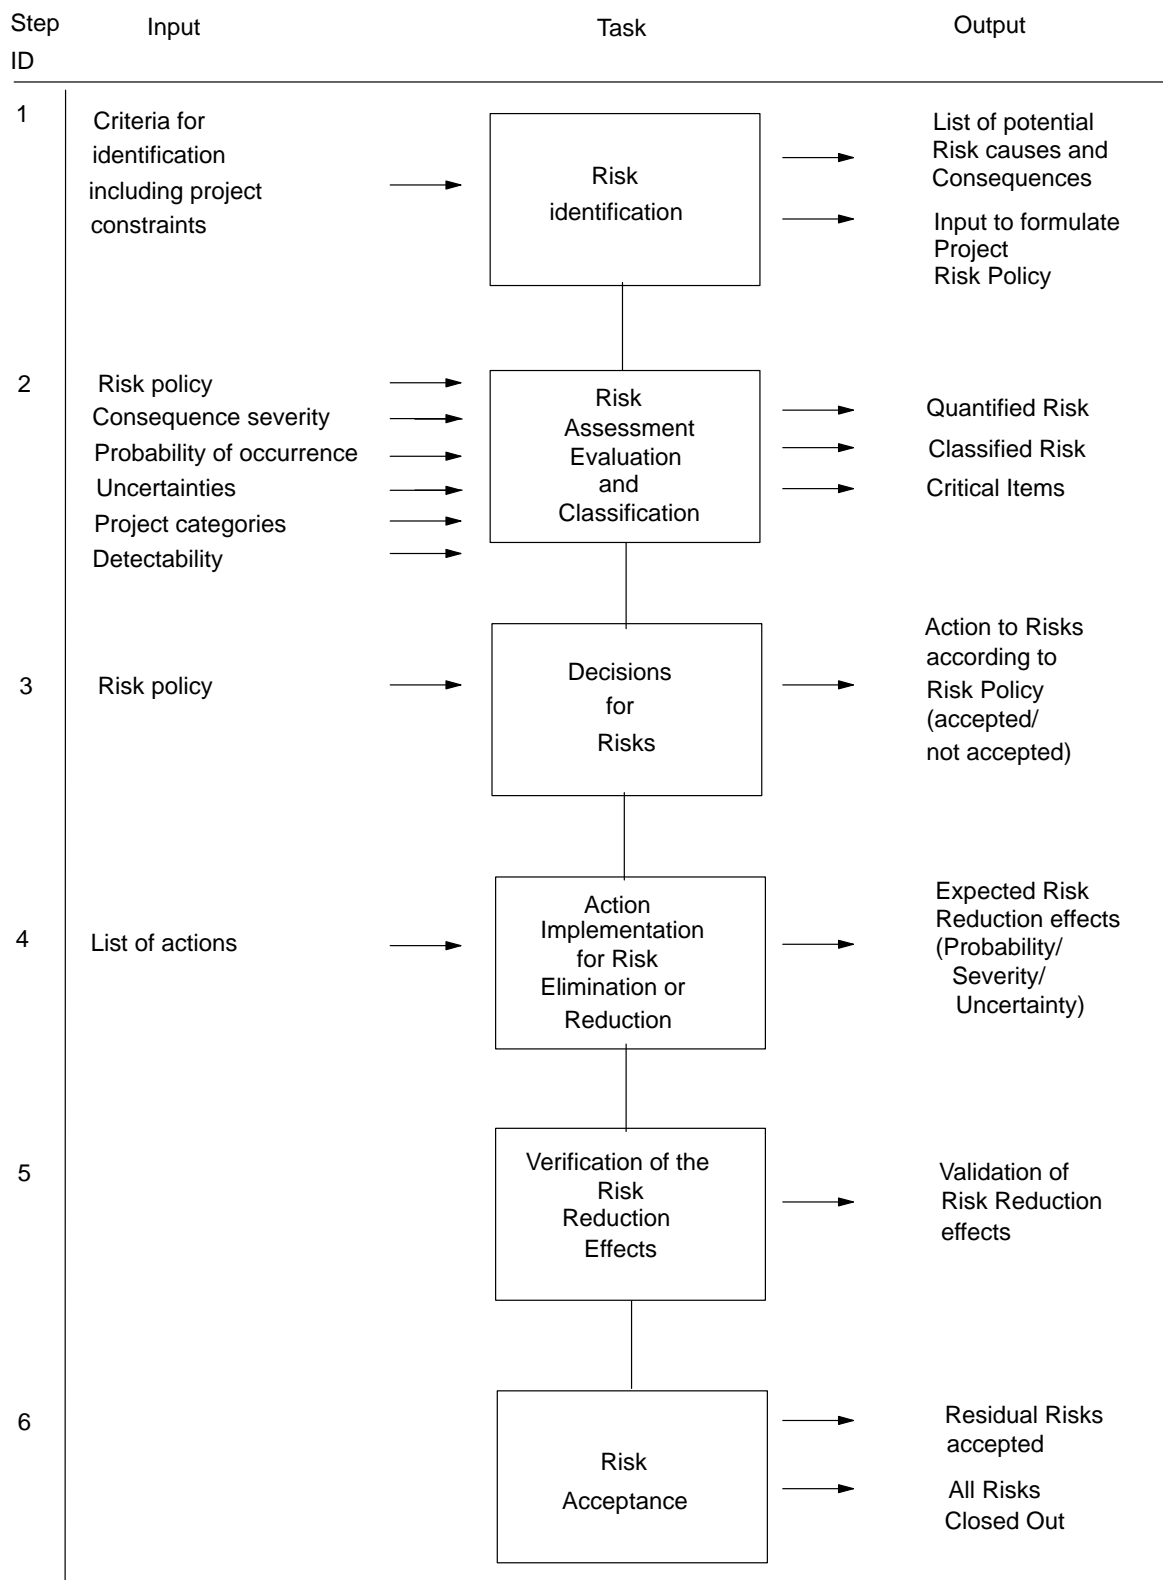 Step
ID
Input
Task
Output
1
Criteria for
identification
including project
constraints
Risk
identification
List of potential
Risk causes and
Consequences
Input to formulate
Project
Risk Policy
2
Risk policy
Consequence severity
Probability of occurrence
Uncertainties
Project categories
Detectability
Risk
Assessment
Evaluation
and
Classification
Quantified Risk
Classified Risk
Critical Items
3
Risk policy
Decisions
for
Risks
Action to Risks
according to
Risk Policy
(accepted/
not accepted)
4
List of actions
Action
Implementation
for Risk
Elimination or
Reduction
Expected Risk
Reduction effects
(Probability/
Severity/
Uncertainty)
5
Verification of the
Risk
Reduction
Effects
Validation of
Risk Reduction
effects
6
Risk
Acceptance
Residual Risks
accepted
All Risks
Closed Out